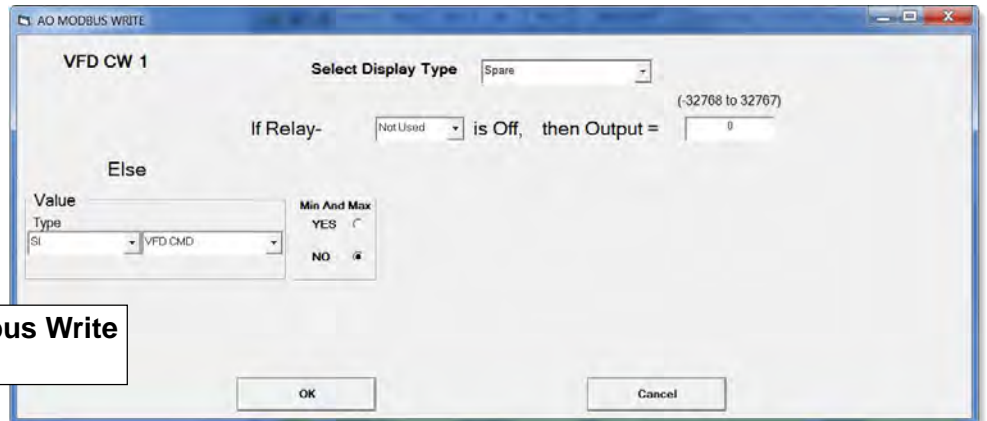 AO MODBUS WRITE
VFD CW 1
Select Display Type Spare
(-32768 to 32767)
If Relay- Not Used is Off, then Output = 0
Else
Value
Type
SI VFD CMD
Min And Max
YES
NO
us Write
OK Cancel